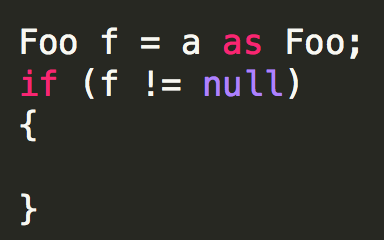 Foo f = a as Foo;
if (f != null)
{
}